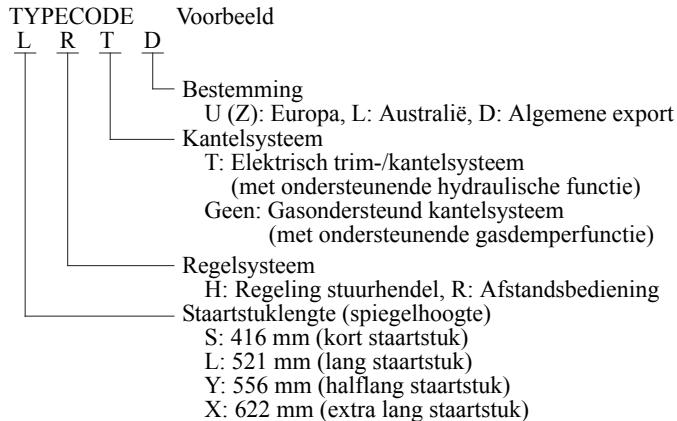 TYPECODE Voorbeeld
L R T D
Bestemming
U (Z): Europa, L: Australië, D: Algemene export
Kantelsysteem
T: Elektrisch trim-/kantelsysteem
(met ondersteunende hydraulische functie)
Geen: Gasondersteund kantelsysteem
(met ondersteunende gasdemperfunctie)
Regelsysteem
H: Regeling stuurhendel, R: Afstandsbediening
Staartstuklengte (spiegelhoogte)
S: 416 mm (kort staartstuk)
L: 521 mm (lang staartstuk)
Y: 556 mm (halflang staartstuk)
X: 622 mm (extra lang staartstuk)